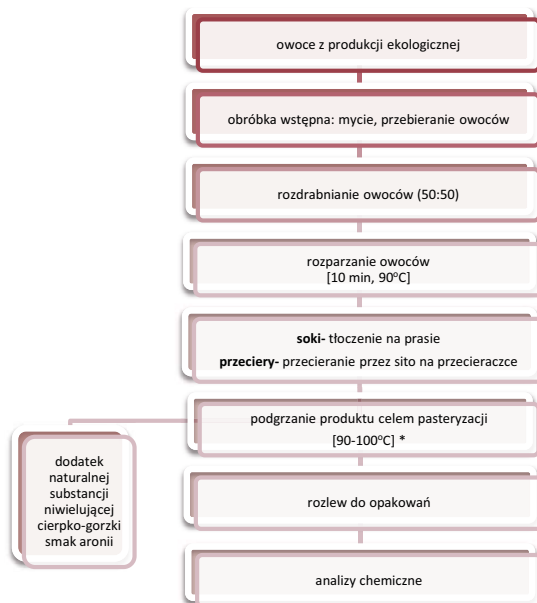 owoce z produkcji ekologicznej
obróbka wstępna: mycie, przebieranie owoców
rozdrabnianie owoców (50:50)
rozparzanie owoców
[10 min, 90°C]
soki- tłoczenie na prasie
przeciery- przecieranie przez sito na przecieraczce
podgrzanie produktu celem pasteryzacji
[90-100°C] *
dodatek
naturalnej
substancji
niwelującej
cierpko-gorzki
smak aronii
rozlew do opakowań
analizy chemiczne